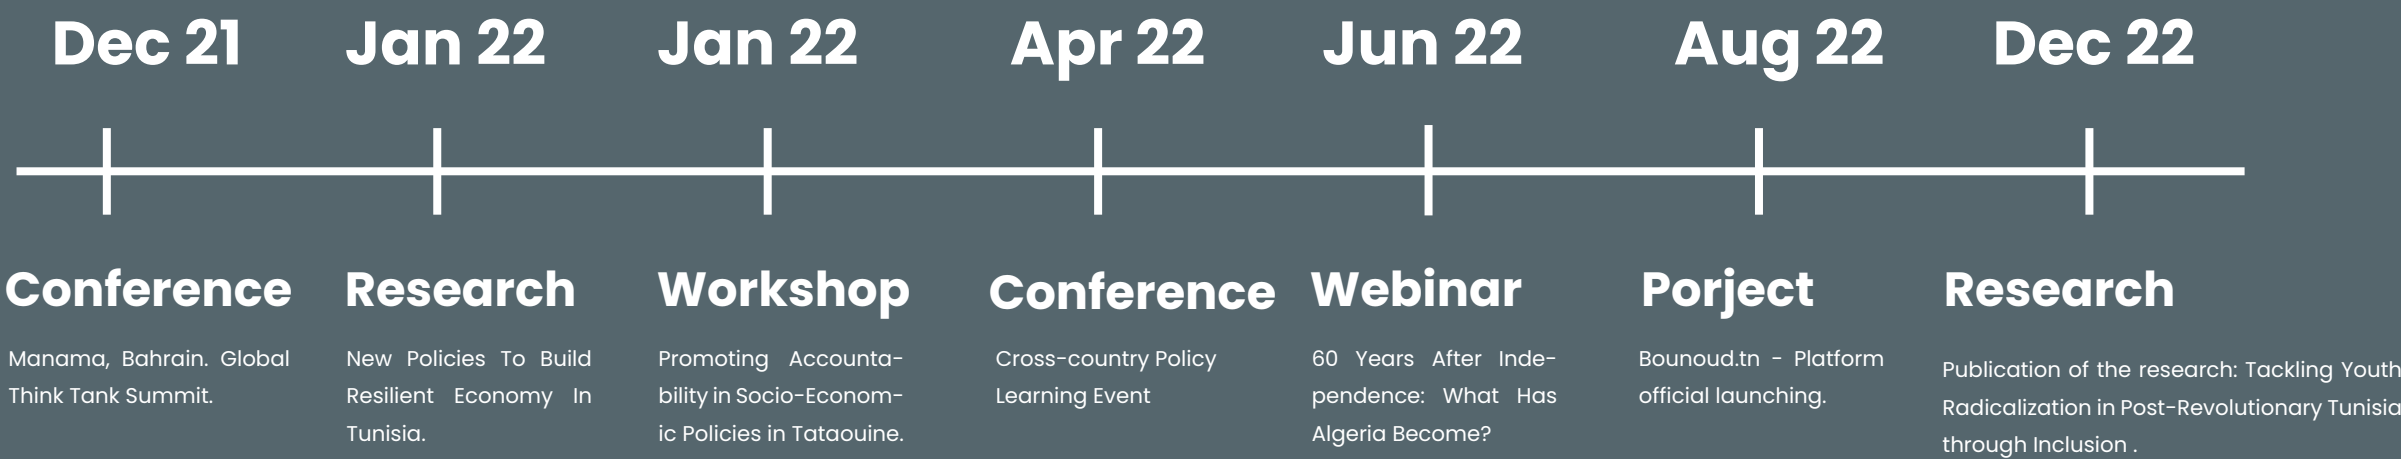 Dec 21
Jan 22
Jan 22
Apr 22
Jun 22
Aug 22
Dec 22
Conference
Manama, Bahrain. Global
Think Tank Summit.
Research
New Policies To Build
Resilient Economy In
Tunisia.
Workshop
Promoting Accounta-
bility in Socio-Econom-
ic Policies in Tataouine.
Conference
Cross-country Policy
Learning Event
Webinar
60 Years After Inde-
pendence: What Has
Algeria Become?
Porject
Bounoud.tn - Platform
official launching.
Research
Publication of the research: Tackling Youth
Radicalization in Post-Revolutionary Tunisia
through Inclusion .